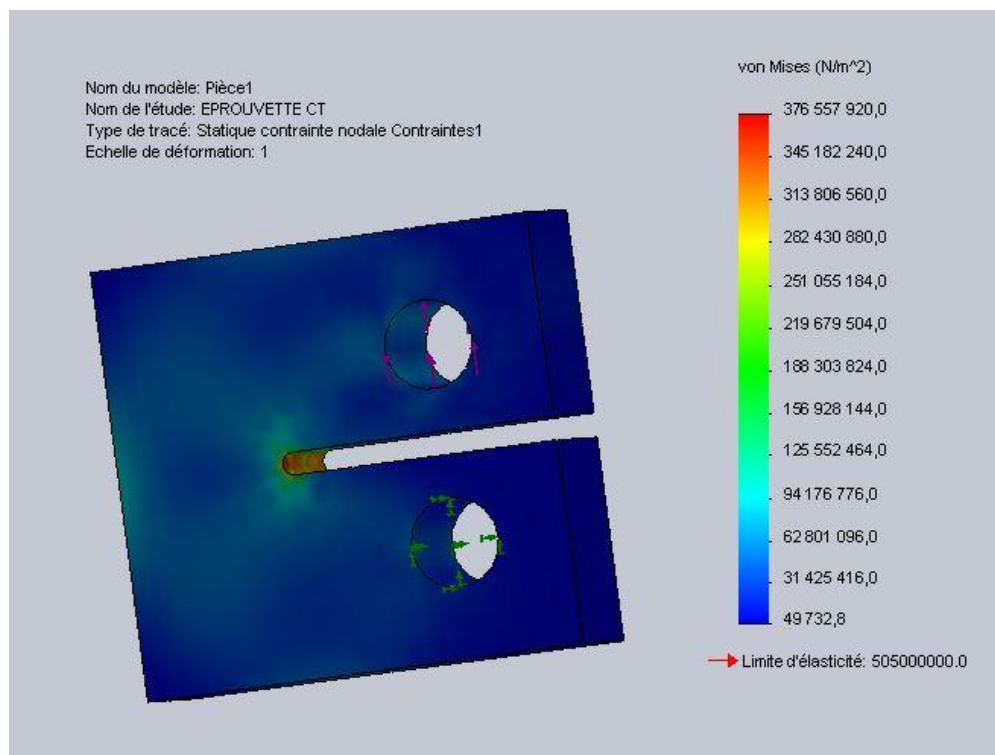 Nom du modèle: Pièce1
Nom de l'étude: EPROUVETTE CT
Type de tracé: Statique contrainte nodale Contraintes1
Echelle de déformation: 1
von Mises (N/m^2)
376 557 920,0
345 182 240,0
313 806 560,0
282 430 880,0
251 055 184,0
219 679 504,0
188 303 824,0
156 928 144,0
125 552 464,0
94 176 776,0
62 801 096,0
31 425 416,0
49 732,8
Limite d'élasticité: 505000000.0